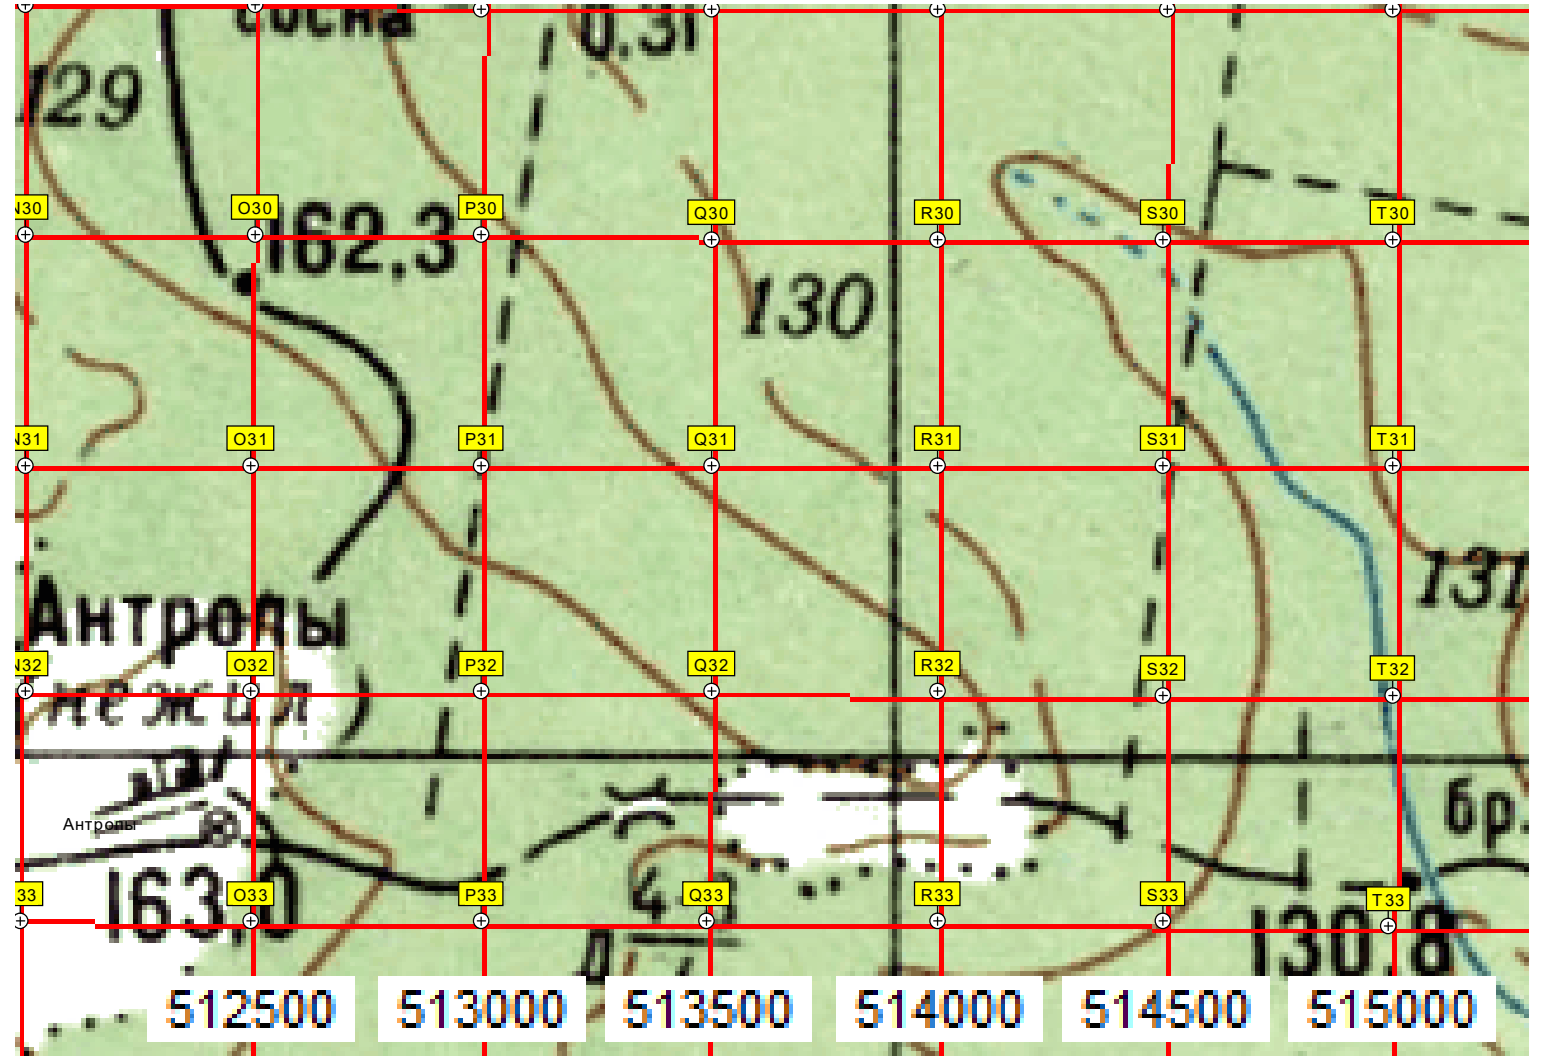 сосна
0.31
129
N30 O30 P30 Q30 R30 S30 T30
162,3
130
N31 O31 P31 Q31 R31 S31 T31
131
Антропы
N32 O32 P32 Q32 R32 S32 T32
нежил
бр.
Антропы
33 O33 P33 Q33 R33 S33 T33
163,0
130,8
512500 513000 513500 514000 514500 515000